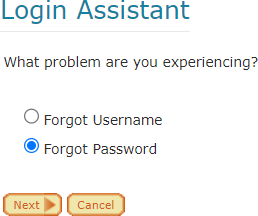 Login Assistant
What problem are you experiencing?
Forgot Username
Forgot Password
Next Cancel